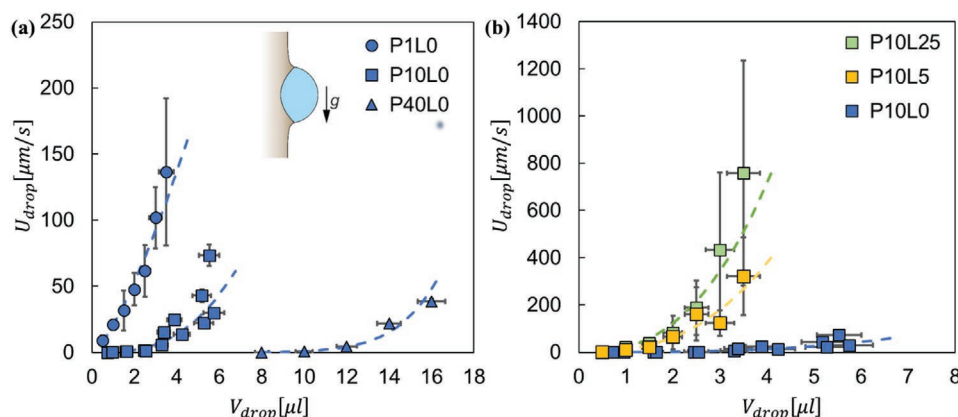 (a)
250
200
150
100
50
0
U_drop[μm/s]
0 2 4 6 8 10 12 14 16 18
V_drop[μl]
g
P1L0
P10L0
P40L0
(b)
1400
1200
1000
800
600
400
200
0
U_drop[μm/s]
0 1 2 3 4 5 6 7 8
V_drop[μl]
P10L25
P10L5
P10L0